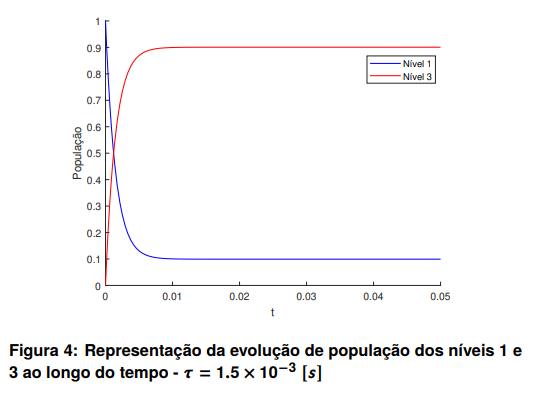 1
0.9
0.8
0.7
0.6
0.5
0.4
0.3
0.2
0.1
0
População
Nível 1
Nível 3
0 0.01 0.02 0.03 0.04 0.05
t
Figura 4: Representação da evolução de população dos níveis 1 e
3 ao longo do tempo - τ = 1.5 × 10⁻³ [s]